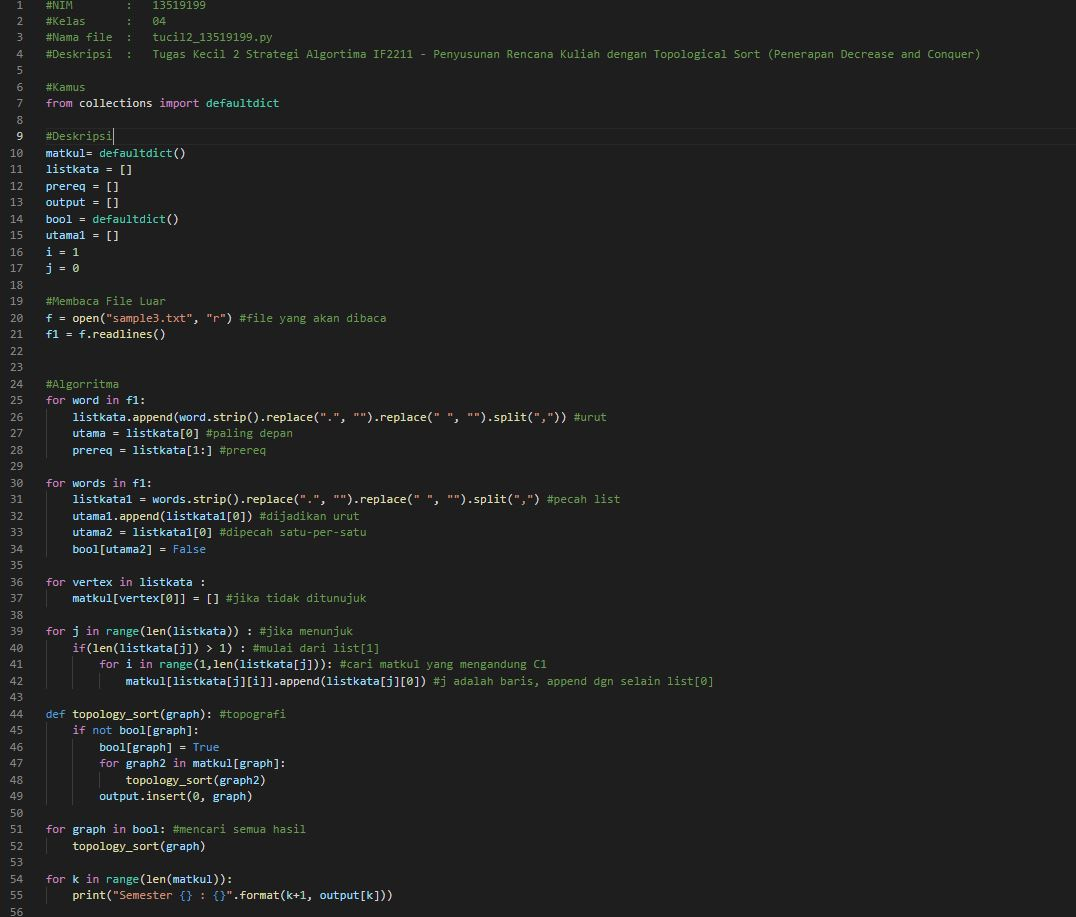 1 #NIM : 13519199
2 #Kelas : 04
3 #Nama file : tucil2_13519199.py
4 #Deskripsi : Tugas Kecil 2 Strategi Algortima IF2211 - Penyusunan Rencana Kuliah dengan Topological Sort (Penerapan Decrease and Conquer)
5
6 #Kamus
7 from collections import defaultdict
8
9 #Deskripsi
10 matkul= defaultdict()
11 listkata = []
12 prereq = []
13 output = []
14 bool = defaultdict()
15 utama1 = []
16 i = 1
17 j = 0
18
19 #Membaca File Luar
20 f = open("sample3.txt", "r") #file yang akan dibaca
21 f1 = f.readlines()
22
23
24 #Algorritma
25 for word in f1:
26     listkata.append(word.strip().replace(".", "").replace(" ", "").split(",")) #urut
27     utama = listkata[0] #paling depan
28     prereq = listkata[1:] #prereq
29
30 for words in f1:
31     listkata1 = words.strip().replace(".", "").replace(" ", "").split(",") #pecah list
32     utama1.append(listkata1[0]) #dijadikan urut
33     utama2 = listkata1[0] #dipecah satu-per-satu
34     bool[utama2] = False
35
36 for vertex in listkata :
37     matkul[vertex[0]] = [] #jika tidak ditunujuk
38
39 for j in range(len(listkata)) : #jika menunjuk
40     if(len(listkata[j]) > 1) : #mulai dari list[1]
41         for i in range(1,len(listkata[j])): #cari matkul yang mengandung C1
42             matkul[listkata[j][i]].append(listkata[j][0]) #j adalah baris, append dgn selain list[0]
43
44 def topology_sort(graph): #topografi
45     if not bool[graph]:
46         bool[graph] = True
47         for graph2 in matkul[graph]:
48             topology_sort(graph2)
49         output.insert(0, graph)
50
51 for graph in bool: #mencari semua hasil
52     topology_sort(graph)
53
54 for k in range(len(matkul)):
55     print("Semester {} : {}".format(k+1, output[k]))
56